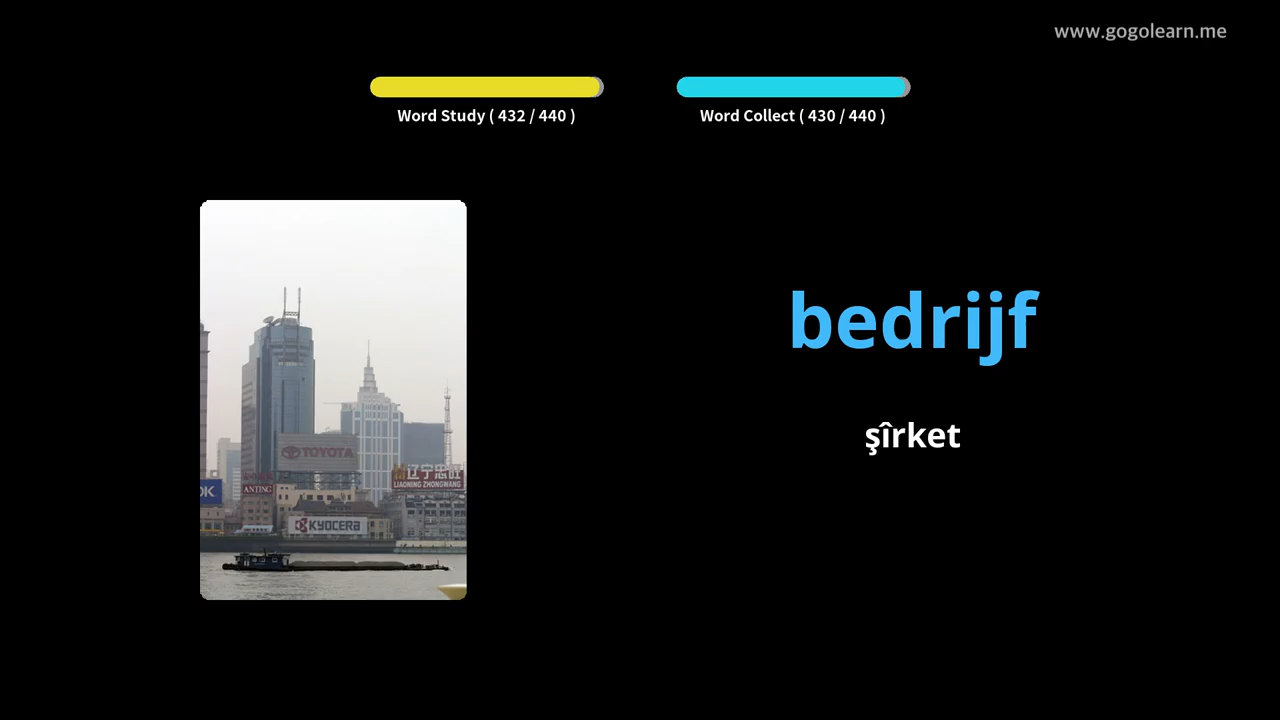 www.gogolearn.me
Word Study ( 432 / 440 )
Word Collect ( 430 / 440 )
bedrijf
şîrket
TOYOTA
辽宁忠旺
LIAONING ZHONGWANG
OK
ANTING
KYOCERA